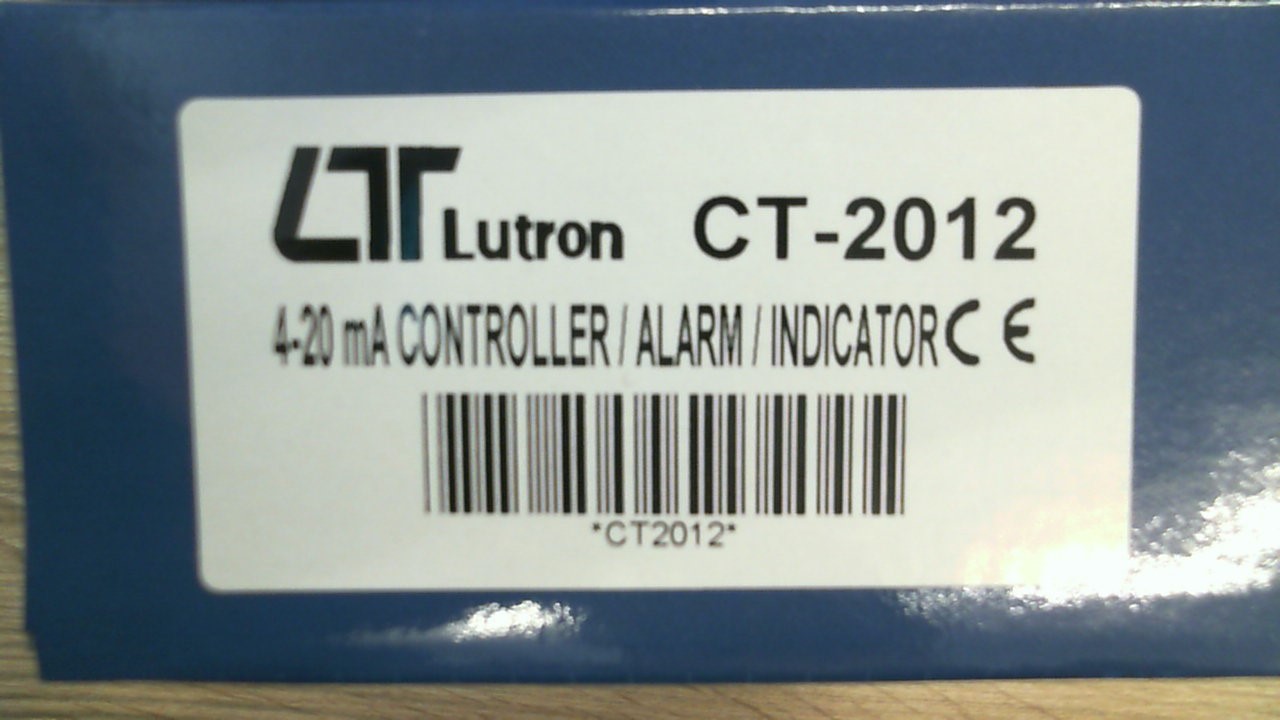 LT Lutron CT-2012
4-20 mA CONTROLLER / ALARM / INDICATOR CE
*CT2012*